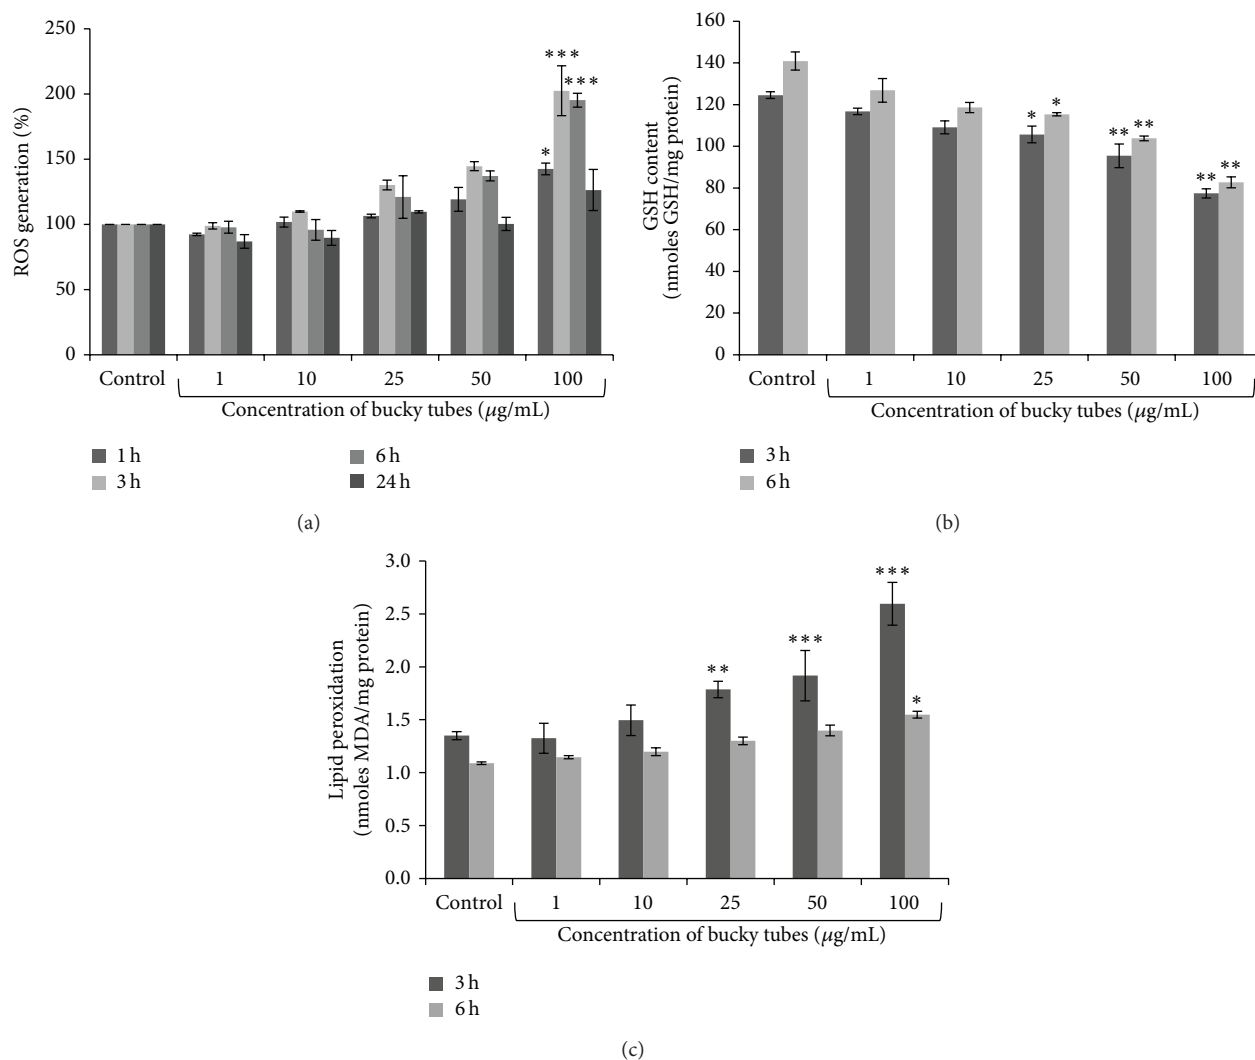 250
200
150
100
50
0
ROS generation (%)
***
***
*
Control 1 10 25 50 100
Concentration of bucky tubes (μg/mL)
1 h 6 h
3 h 24 h
(a)
160
140
120
100
80
60
40
20
0
GSH content
(nmoles GSH/mg protein)
* *
** **
** **
Control 1 10 25 50 100
Concentration of bucky tubes (μg/mL)
3 h
6 h
(b)
3.0
2.5
2.0
1.5
1.0
0.5
0.0
Lipid peroxidation
(nmoles MDA/mg protein)
**
***
***
*
Control 1 10 25 50 100
Concentration of bucky tubes (μg/mL)
3 h
6 h
(c)